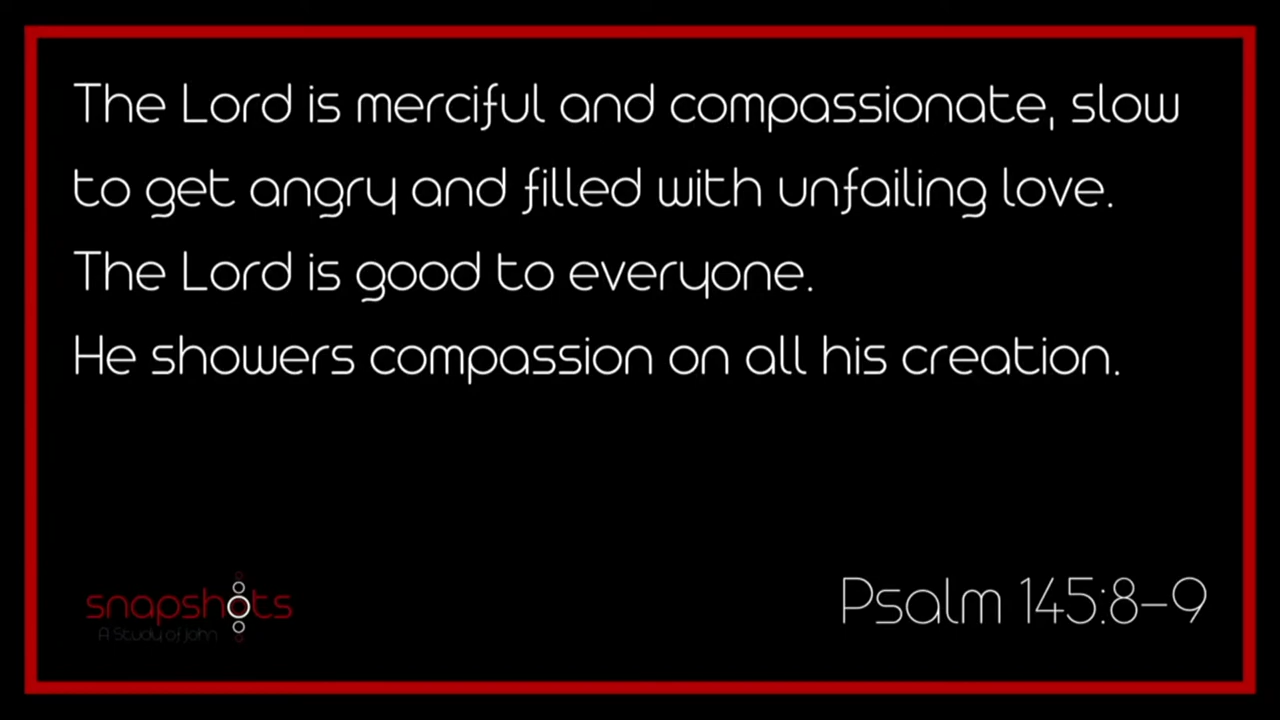 The Lord is merciful and compassionate, slow
to get angry and filled with unfailing love.
The Lord is good to everyone.
He showers compassion on all his creation.
snapshots
A Study of John
Psalm 145:8–9